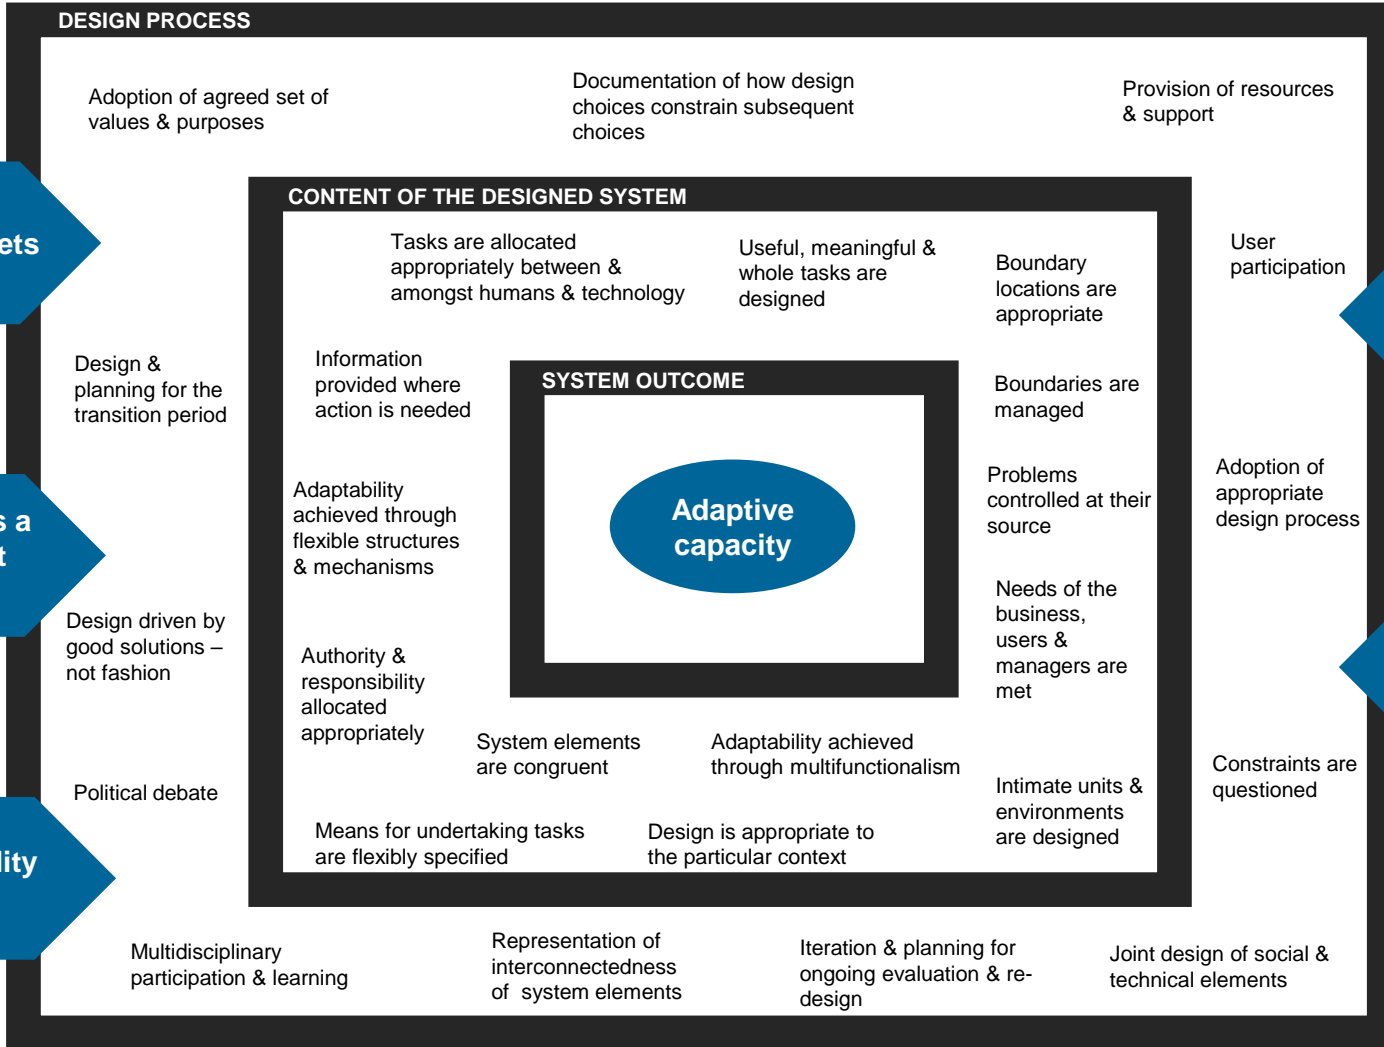 DESIGN PROCESS
Adoption of agreed set of
values & purposes
Documentation of how design
choices constrain subsequent
choices
Provision of resources
& support
CONTENT OF THE DESIGNED SYSTEM
Tasks are allocated
appropriately between &
amongst humans & technology
Useful, meaningful &
whole tasks are
designed
Boundary
locations are
appropriate
User
participation
ets
Design &
planning for the
transition period
Information
provided where
action is needed
SYSTEM OUTCOME
Boundaries are
managed
Adaptability
achieved through
flexible structures
& mechanisms
Adaptive
capacity
Problems
controlled at their
source
Adoption of
appropriate
design process
s a
t
Design driven by
good solutions –
not fashion
Authority &
responsibility
allocated
appropriately
Needs of the
business,
users &
managers are
met
System elements
are congruent
Adaptability achieved
through multifunctionalism
Constraints are
questioned
Political debate
Intimate units &
environments
are designed
Means for undertaking tasks
are flexibly specified
Design is appropriate to
the particular context
lity
Multidisciplinary
participation & learning
Representation of
interconnectedness
of system elements
Iteration & planning for
ongoing evaluation & re-
design
Joint design of social &
technical elements